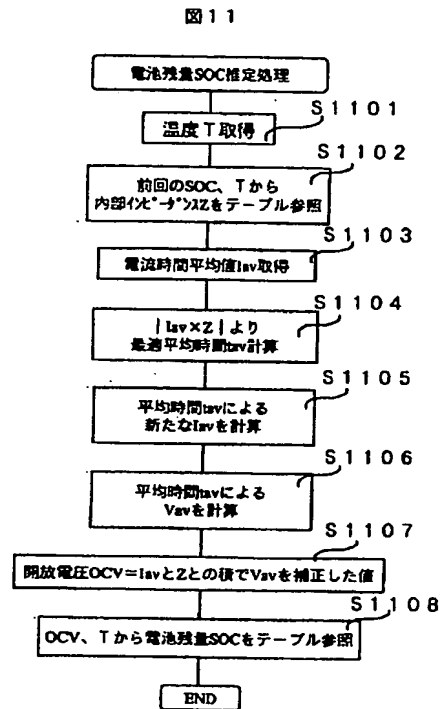 図11
電池残量SOC推定処理
S1101
温度T取得
S1102
前回のSOC、Tから
内部インピーダンスZをテーブル参照
S1103
電流時間平均値Iav取得
S1104
|Iav×Z|より
最適平均時間tav計算
S1105
平均時間tavによる
新たなIavを計算
S1106
平均時間tavによる
Vavを計算
S1107
開放電圧OCV=IavとZとの積でVavを補正した値
S1108
OCV、Tから電池残量SOCをテーブル参照
END